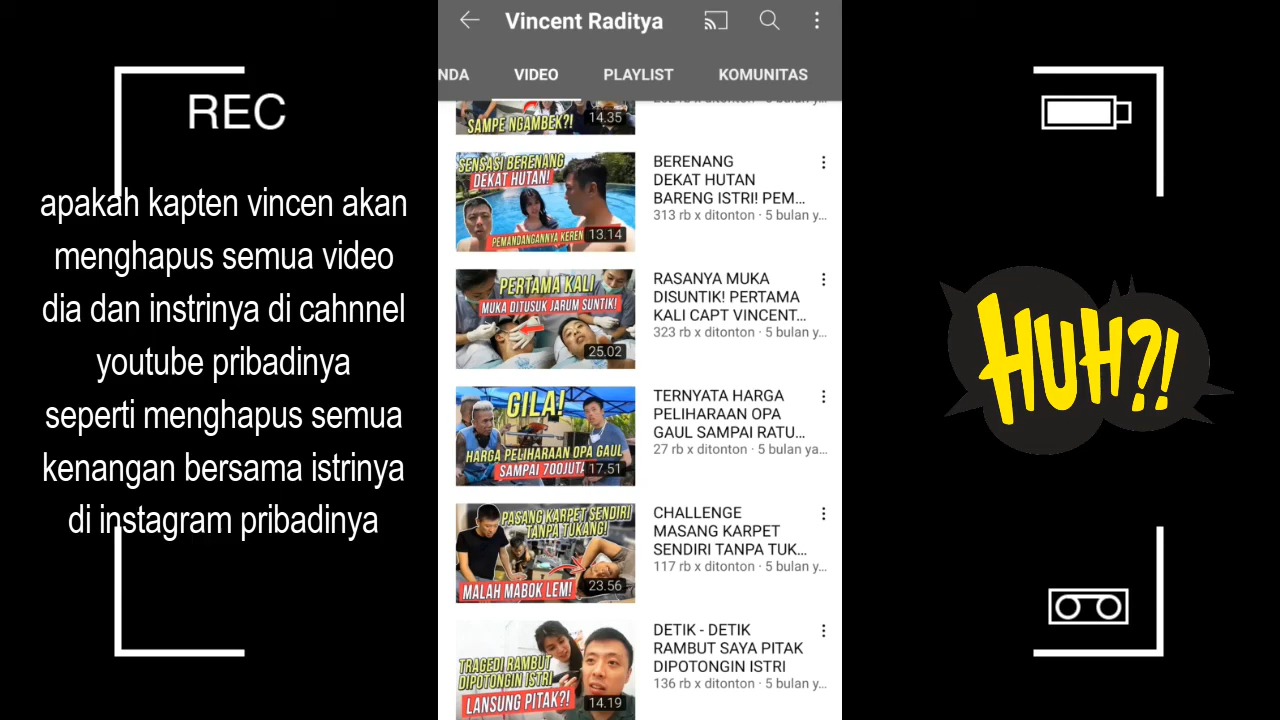 Vincent Raditya
NDA
VIDEO
PLAYLIST
KOMUNITAS
REC
apakah kapten vincen akan
menghapus semua video
dia dan instrinya di cahnnel
youtube pribadinya
seperti menghapus semua
kenangan bersama istrinya
di instagram pribadinya
SAMPE NGAMBEK?!
14.35
SENSASI BERENANG
DEKAT HUTAN!
PEMANDANGANNYA KEREN
13.14
BERENANG
DEKAT HUTAN
BARENG ISTRI! PEM...
313 rb x ditonton · 5 bulan y...
PERTAMA KALI
MUKA DITUSUK JARUM SUNTIK!
25.02
RASANYA MUKA
DISUNTIK! PERTAMA
KALI CAPT VINCENT...
323 rb x ditonton · 5 bulan y...
GILA!
HARGA PELIHARAAN OPA GAUL
SAMPAI 700JUTA
17.51
TERNYATA HARGA
PELIHARAAN OPA
GAUL SAMPAI RATU...
27 rb x ditonton · 5 bulan ya...
PASANG KARPET SENDIRI
TANPA TUKANG!
MALAH MABOK LEM!
23.56
CHALLENGE
MASANG KARPET
SENDIRI TANPA TUK...
117 rb x ditonton · 5 bulan y...
TRAGEDI RAMBUT
DIPOTONGIN ISTRI
LANSUNG PITAK?!
14.19
DETIK - DETIK
RAMBUT SAYA PITAK
DIPOTONGIN ISTRI
136 rb x ditonton · 5 bulan y...
HUH?!